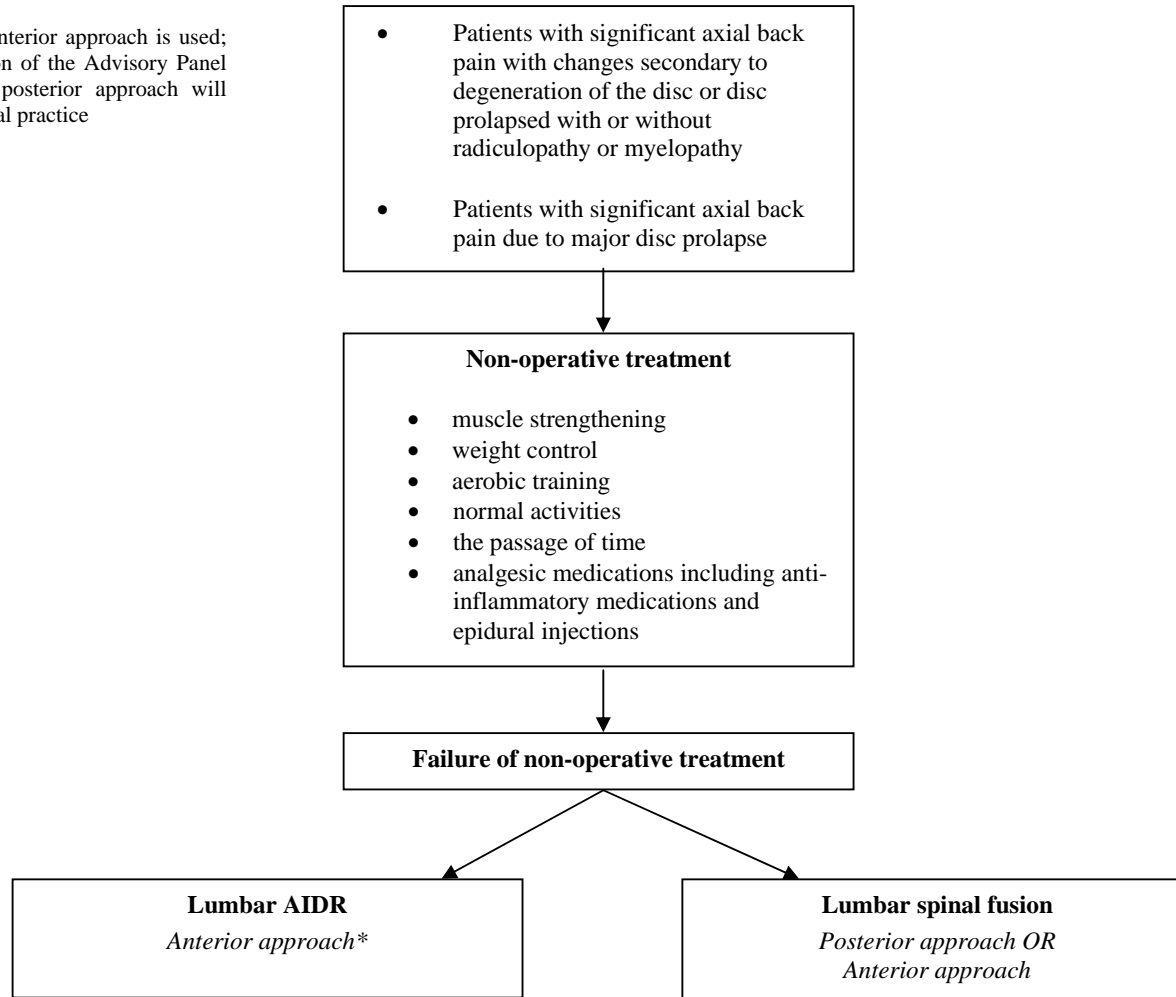 nterior approach is used;
on of the Advisory Panel
posterior approach will
al practice
• Patients with significant axial back
pain with changes secondary to
degeneration of the disc or disc
prolapsed with or without
radiculopathy or myelopathy
• Patients with significant axial back
pain due to major disc prolapse
Non-operative treatment
• muscle strengthening
• weight control
• aerobic training
• normal activities
• the passage of time
• analgesic medications including anti-
inflammatory medications and
epidural injections
Failure of non-operative treatment
Lumbar AIDR
Anterior approach*
Lumbar spinal fusion
Posterior approach OR
Anterior approach